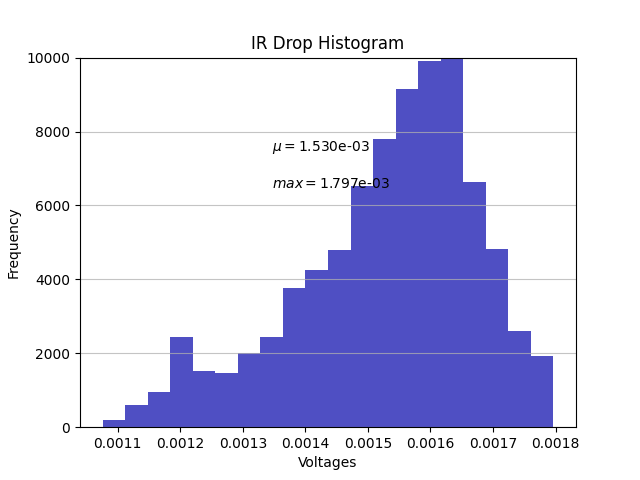 IR Drop Histogram
10000
8000
6000
4000
2000
0
Frequency
μ = 1.530e-03
max = 1.797e-03
0.0011 0.0012 0.0013 0.0014 0.0015 0.0016 0.0017 0.0018
Voltages